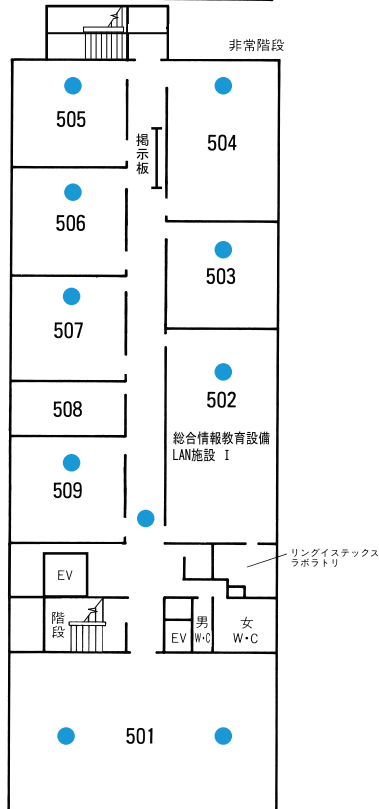 非常階段
505
掲示板
504
506
503
507
502
508
総合情報教育設備
LAN施設 I
509
リングイステックス
ラボラトリ
EV
階段
EV
男
W・C
女
W・C
501